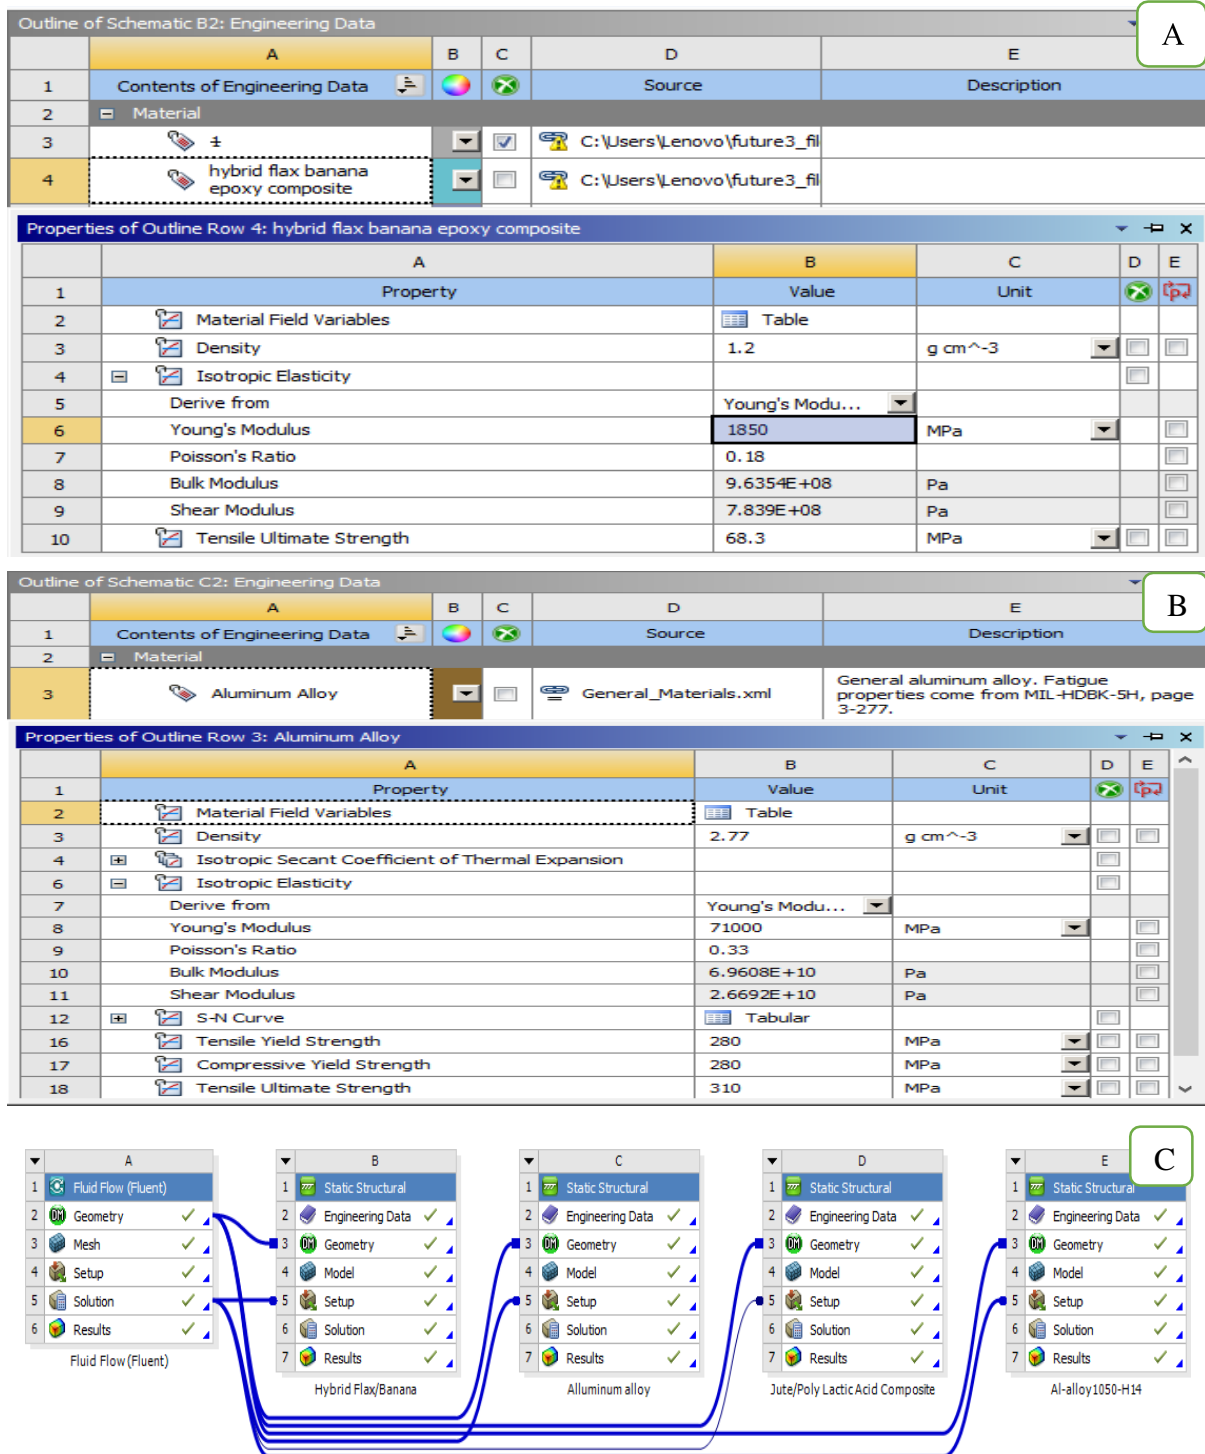 Outline of Schematic B2: Engineering Data
A
A B C D E
1 Contents of Engineering Data Source Description
2 Material
3 1 C:\Users\Lenovo\future3_fil
4 hybrid flax banana epoxy composite C:\Users\Lenovo\future3_fil
Properties of Outline Row 4: hybrid flax banana epoxy composite
A B C D E
1 Property Value Unit
2 Material Field Variables Table
3 Density 1.2 g cm^-3
4 Isotropic Elasticity
5 Derive from Young's Modu...
6 Young's Modulus 1850 MPa
7 Poisson's Ratio 0.18
8 Bulk Modulus 9.6354E+08 Pa
9 Shear Modulus 7.839E+08 Pa
10 Tensile Ultimate Strength 68.3 MPa
Outline of Schematic C2: Engineering Data
B
A B C D E
1 Contents of Engineering Data Source Description
2 Material
3 Aluminum Alloy General_Materials.xml General aluminum alloy. Fatigue
properties come from MIL-HDBK-5H, page
3-277.
Properties of Outline Row 3: Aluminum Alloy
A B C D E
1 Property Value Unit
2 Material Field Variables Table
3 Density 2.77 g cm^-3
4 Isotropic Secant Coefficient of Thermal Expansion
6 Isotropic Elasticity
7 Derive from Young's Modu...
8 Young's Modulus 71000 MPa
9 Poisson's Ratio 0.33
10 Bulk Modulus 6.9608E+10 Pa
11 Shear Modulus 2.6692E+10 Pa
12 S-N Curve Tabular
16 Tensile Yield Strength 280 MPa
17 Compressive Yield Strength 280 MPa
18 Tensile Ultimate Strength 310 MPa
C
A B C D E
1 Fluid Flow (Fluent) 1 Static Structural 1 Static Structural 1 Static Structural 1 Static Structural
2 Geometry 2 Engineering Data 2 Engineering Data 2 Engineering Data 2 Engineering Data
3 Mesh 3 Geometry 3 Geometry 3 Geometry 3 Geometry
4 Setup 4 Model 4 Model 4 Model 4 Model
5 Solution 5 Setup 5 Setup 5 Setup 5 Setup
6 Results 6 Solution 6 Solution 6 Solution 6 Solution
7 Results 7 Results 7 Results 7 Results
Fluid Flow (Fluent)
Hybrid Flax/Banana Alluminum alloy Jute/Poly Lactic Acid Composite Al-alloy1050-H14